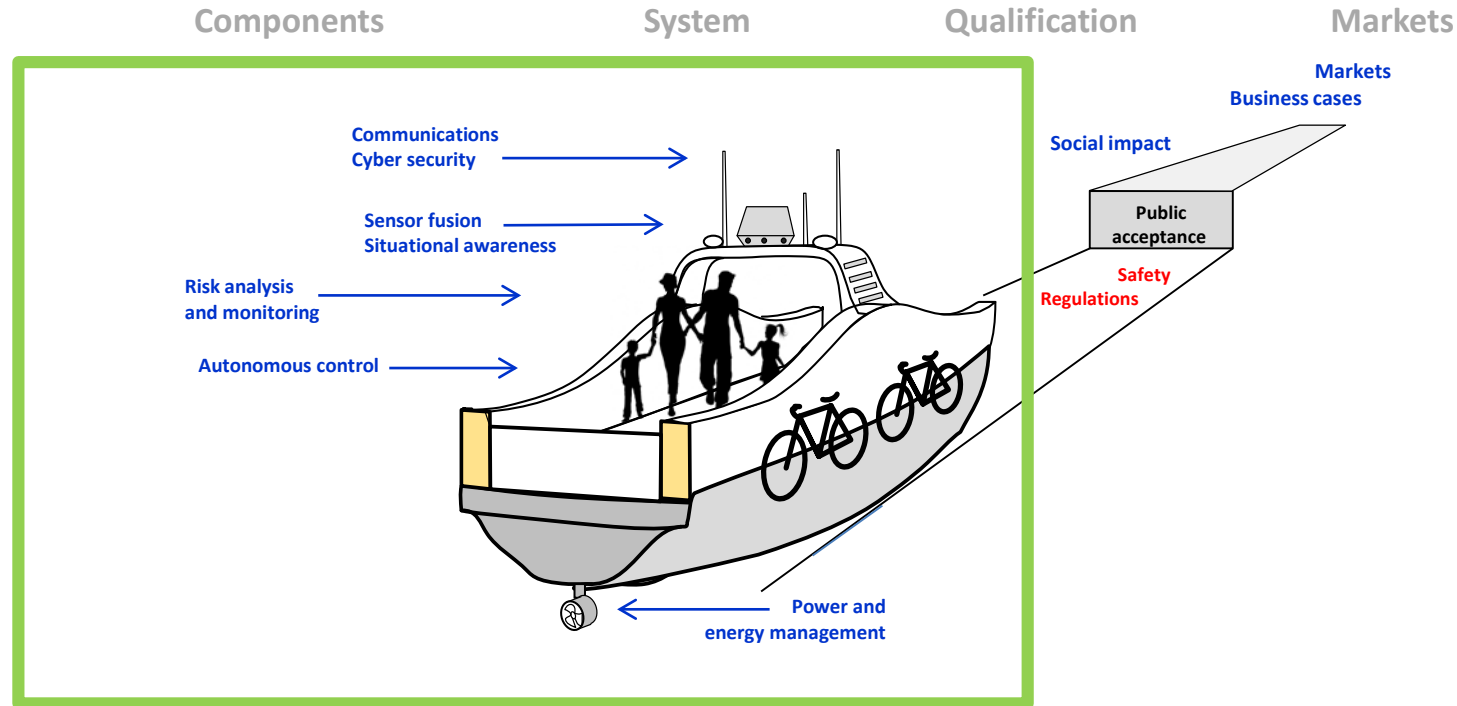 Components
System
Qualification
Markets
Markets
Business cases
Communications
Cyber security
Social impact
Sensor fusion
Situational awareness
Public
acceptance
Safety
Regulations
Risk analysis
and monitoring
Autonomous control
Power and
energy management